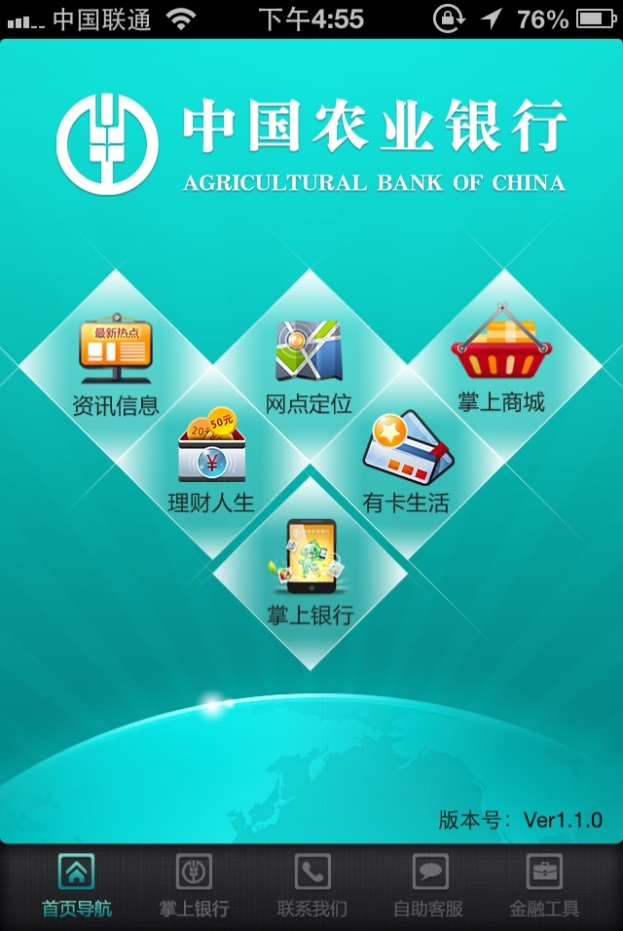 中国联通 下午4:55 76%
中国农业银行
AGRICULTURAL BANK OF CHINA
最新热点
资讯信息 网点定位 掌上商城
20元 50元
¥
理财人生 有卡生活
掌上银行
版本号：Ver1.1.0
首页导航 掌上银行 联系我们 自助客服 金融工具